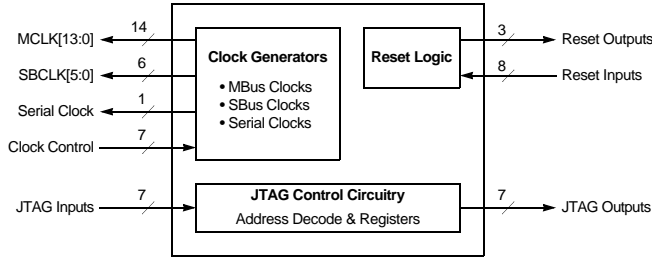 14
MCLK[13:0]
6
SBCLK[5:0]
1
Serial Clock
7
Clock Control
7
JTAG Inputs
Clock Generators
• MBus Clocks
• SBus Clocks
• Serial Clocks
Reset Logic
3
Reset Outputs
8
Reset Inputs
JTAG Control Circuitry
Address Decode & Registers
7
JTAG Outputs